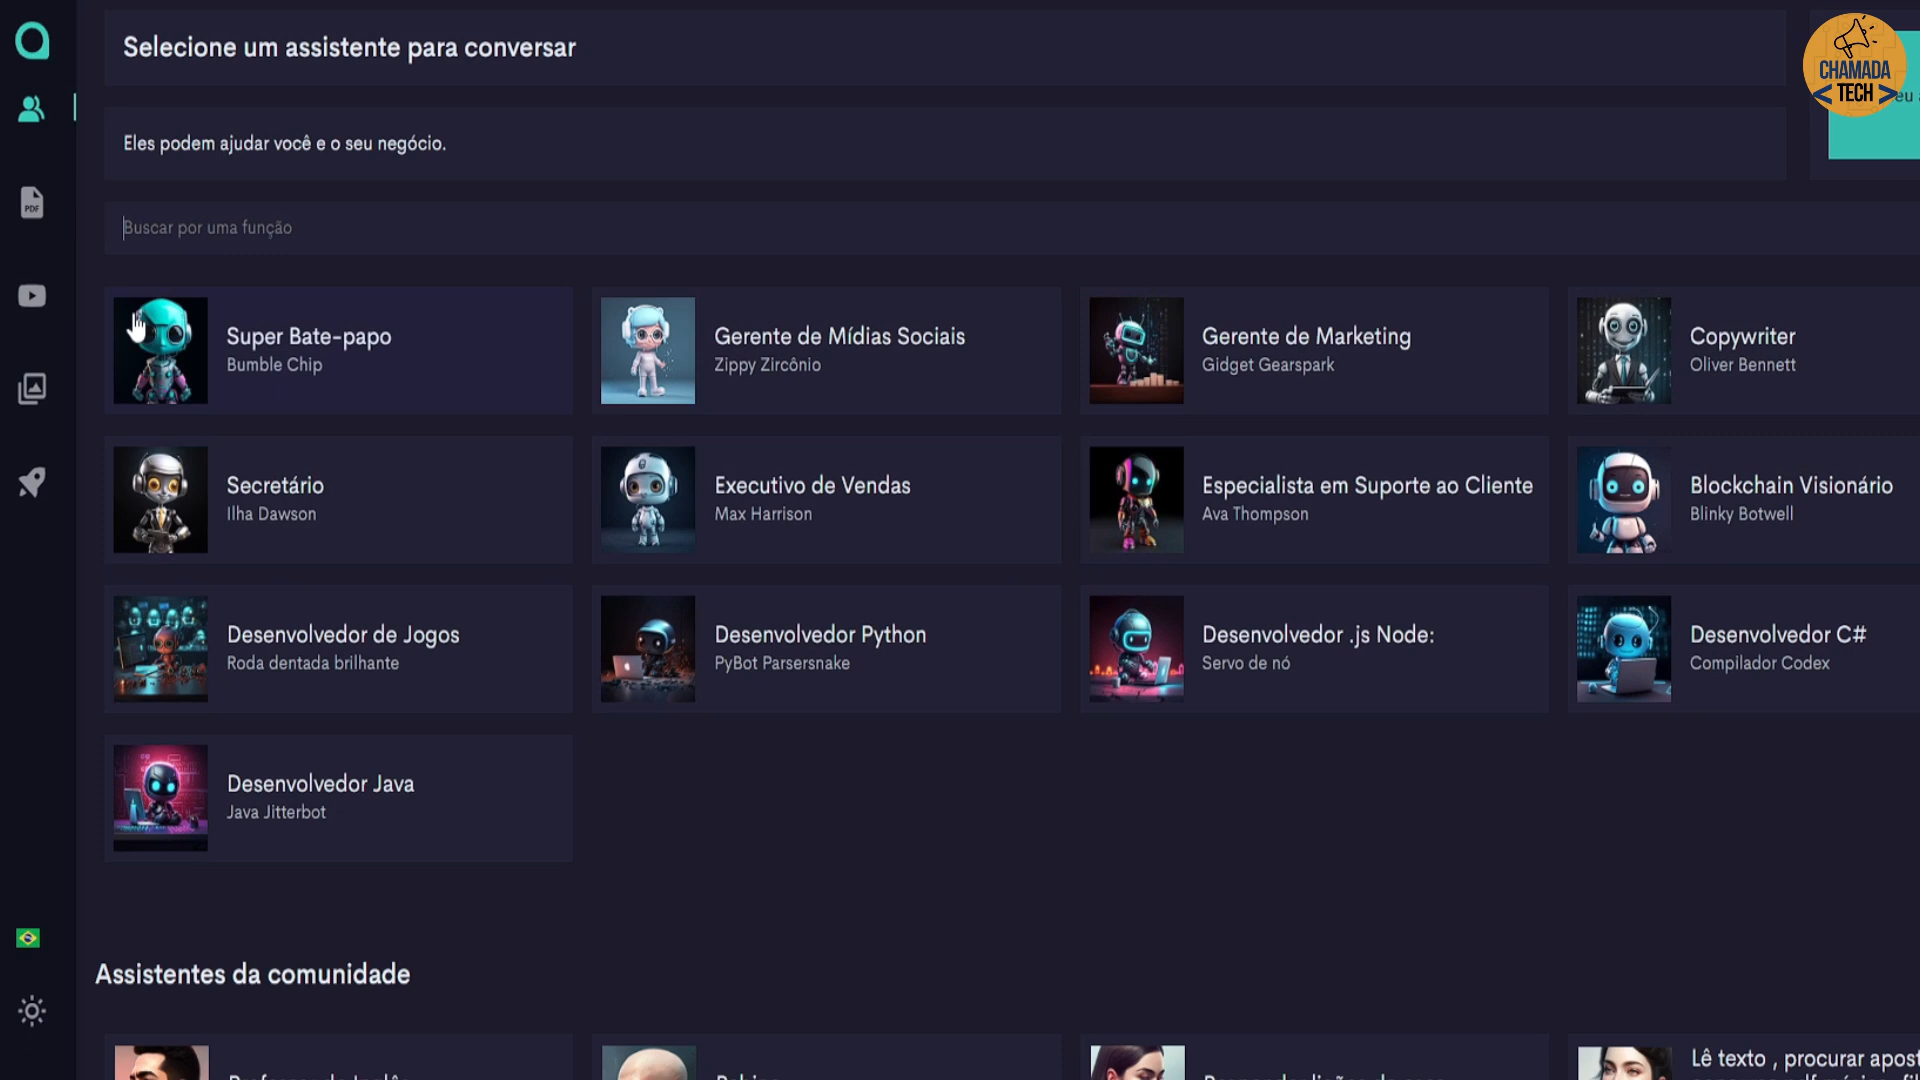 Selecione um assistente para conversar
CHAMADA
<TECH>
eu
Eles podem ajudar você e o seu negócio.
PDF
Buscar por uma função
Super Bate-papo
Bumble Chip
Gerente de Mídias Sociais
Zippy Zircônio
Gerente de Marketing
Gidget Gearspark
Copywriter
Oliver Bennett
Secretário
Ilha Dawson
Executivo de Vendas
Max Harrison
Especialista em Suporte ao Cliente
Ava Thompson
Blockchain Visionário
Blinky Botwell
Desenvolvedor de Jogos
Roda dentada brilhante
Desenvolvedor Python
PyBot Parsersnake
Desenvolvedor .js Node:
Servo de nó
Desenvolvedor C#
Compilador Codex
Desenvolvedor Java
Java Jitterbot
Assistentes da comunidade
Lê texto , procurar apost